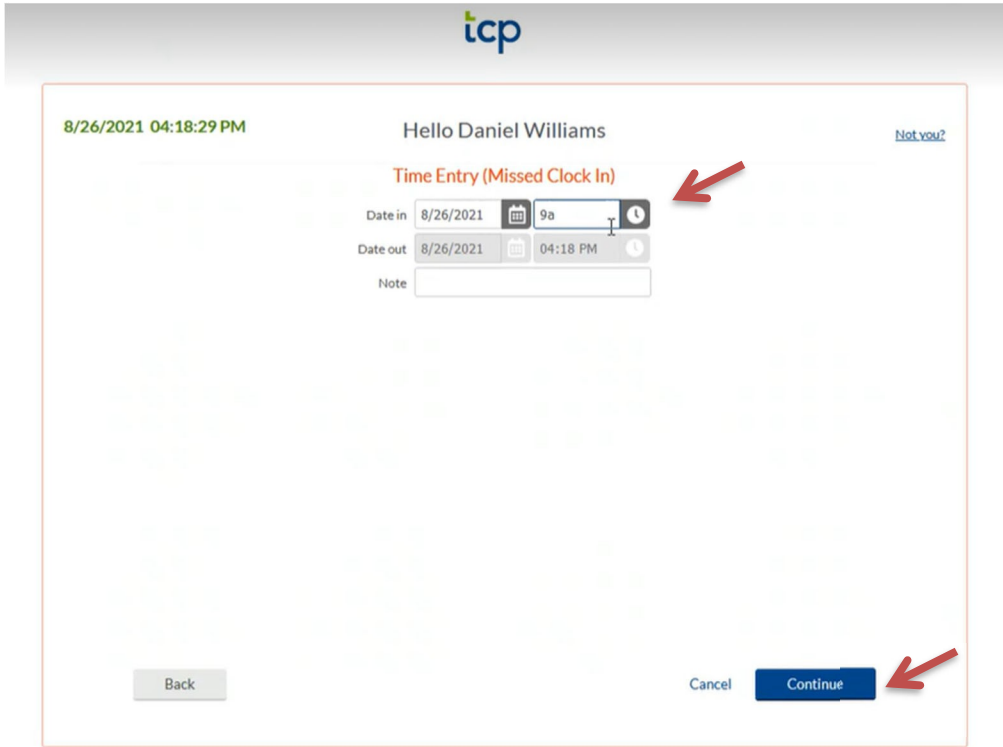 tcp
8/26/2021 04:18:29 PM
Hello Daniel Williams
Not you?
Time Entry (Missed Clock In)
Date in 8/26/2021 9a
Date out 8/26/2021 04:18 PM
Note
Back Cancel Continue